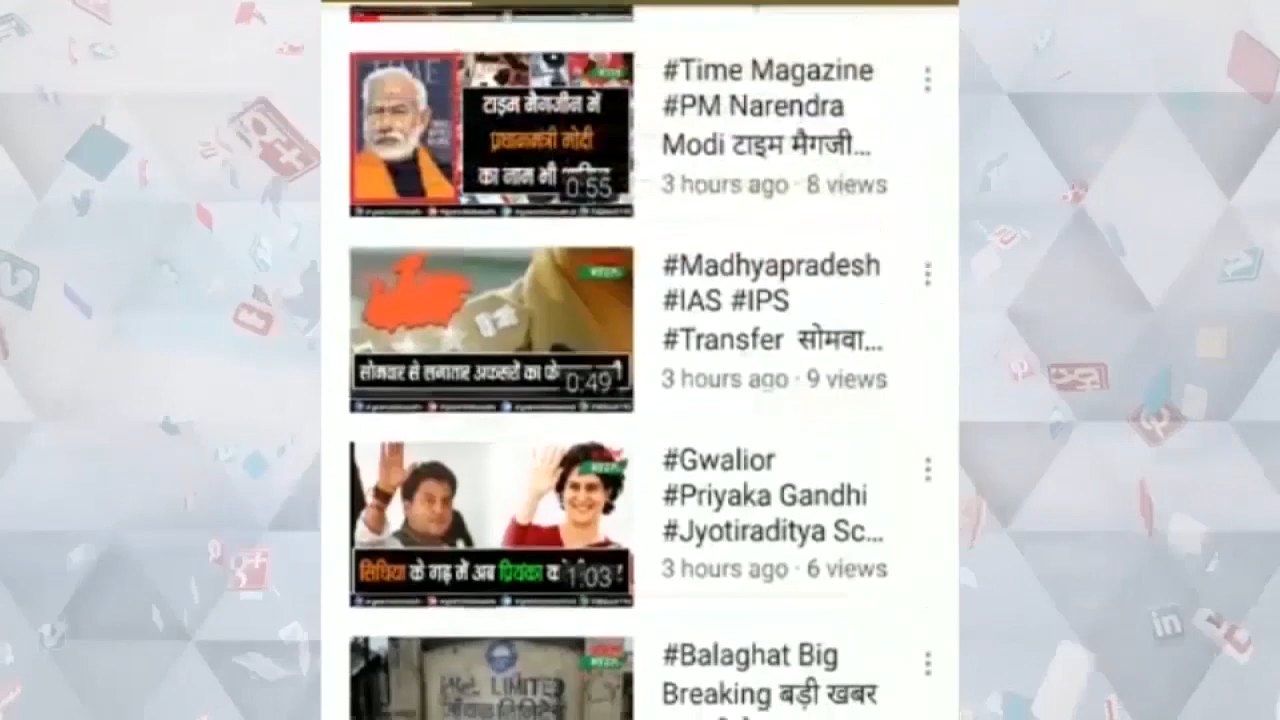 TIME
टाइम मैगजीन में
प्रधानमंत्री मोदी
का नाम भी
0:55
#Time Magazine
#PM Narendra
Modi टाइम मैगजी...
3 hours ago · 8 views
सोमवार से लगातार अफसरों का
0:49
#Madhyapradesh
#IAS #IPS
#Transfer सोमवा...
3 hours ago · 9 views
सिंधिया के गढ़ में अब प्रियंका
1:03
#Gwalior
#Priyaka Gandhi
#Jyotiraditya Sc...
3 hours ago · 6 views
LIMITED
#Balaghat Big
Breaking बड़ी खबर
in